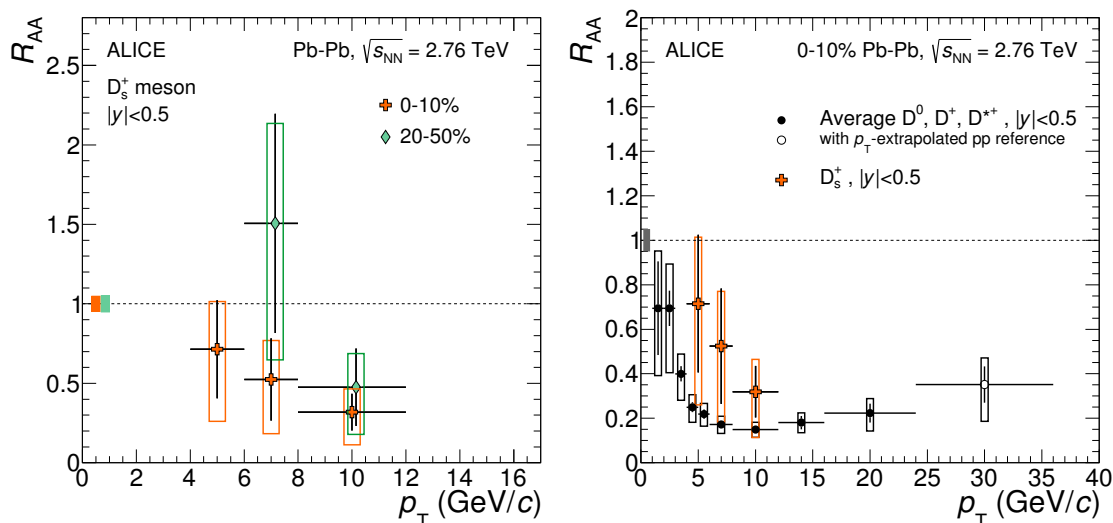 R_AA
ALICE
Pb-Pb, √s_NN = 2.76 TeV
D_s^+ meson
|y|<0.5
0-10%
20-50%
2.5
2
1.5
1
0.5
0
0 2 4 6 8 10 12 14 16
p_T (GeV/c)
R_AA
ALICE
0-10% Pb-Pb, √s_NN = 2.76 TeV
Average D^0, D^+, D^*+ , |y|<0.5
with p_T-extrapolated pp reference
D_s^+ , |y|<0.5
2
1.8
1.6
1.4
1.2
1
0.8
0.6
0.4
0.2
0
0 5 10 15 20 25 30 35 40
p_T (GeV/c)